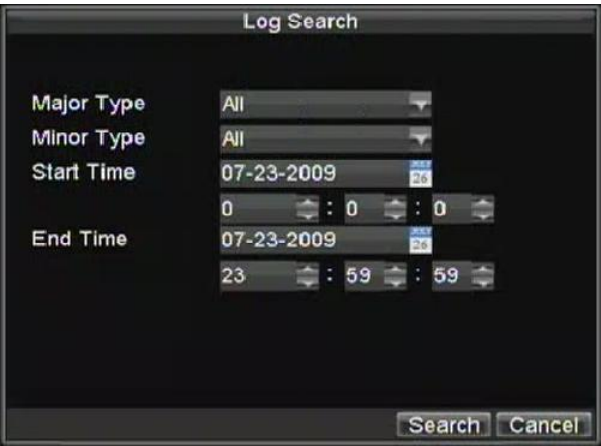 Log Search
Major Type All
Minor Type All
Start Time 07-23-2009
0 : 0 : 0
End Time 07-23-2009
23 : 59 : 59
Search Cancel